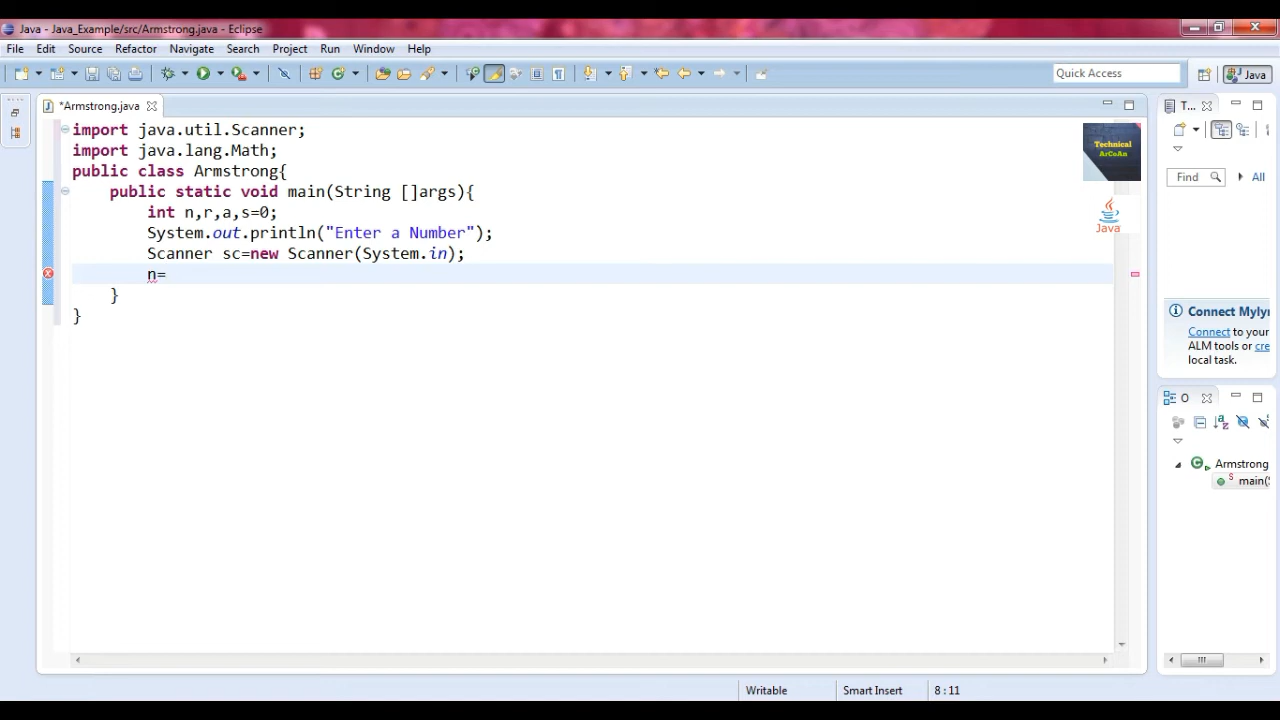 Java - Java_Example/src/Armstrong.java - Eclipse
File Edit Source Refactor Navigate Search Project Run Window Help
Quick Access
Java
*Armstrong.java
T...
import java.util.Scanner;
import java.lang.Math;
public class Armstrong{
public static void main(String []args){
int n,r,a,s=0;
System.out.println("Enter a Number");
Scanner sc=new Scanner(System.in);
n=
}
}
Technical
ArCoAn
Java
Find
All
Connect Myly
Connect to your
ALM tools or cre
local task.
O
Armstrong
main(S
Writable Smart Insert 8 : 11